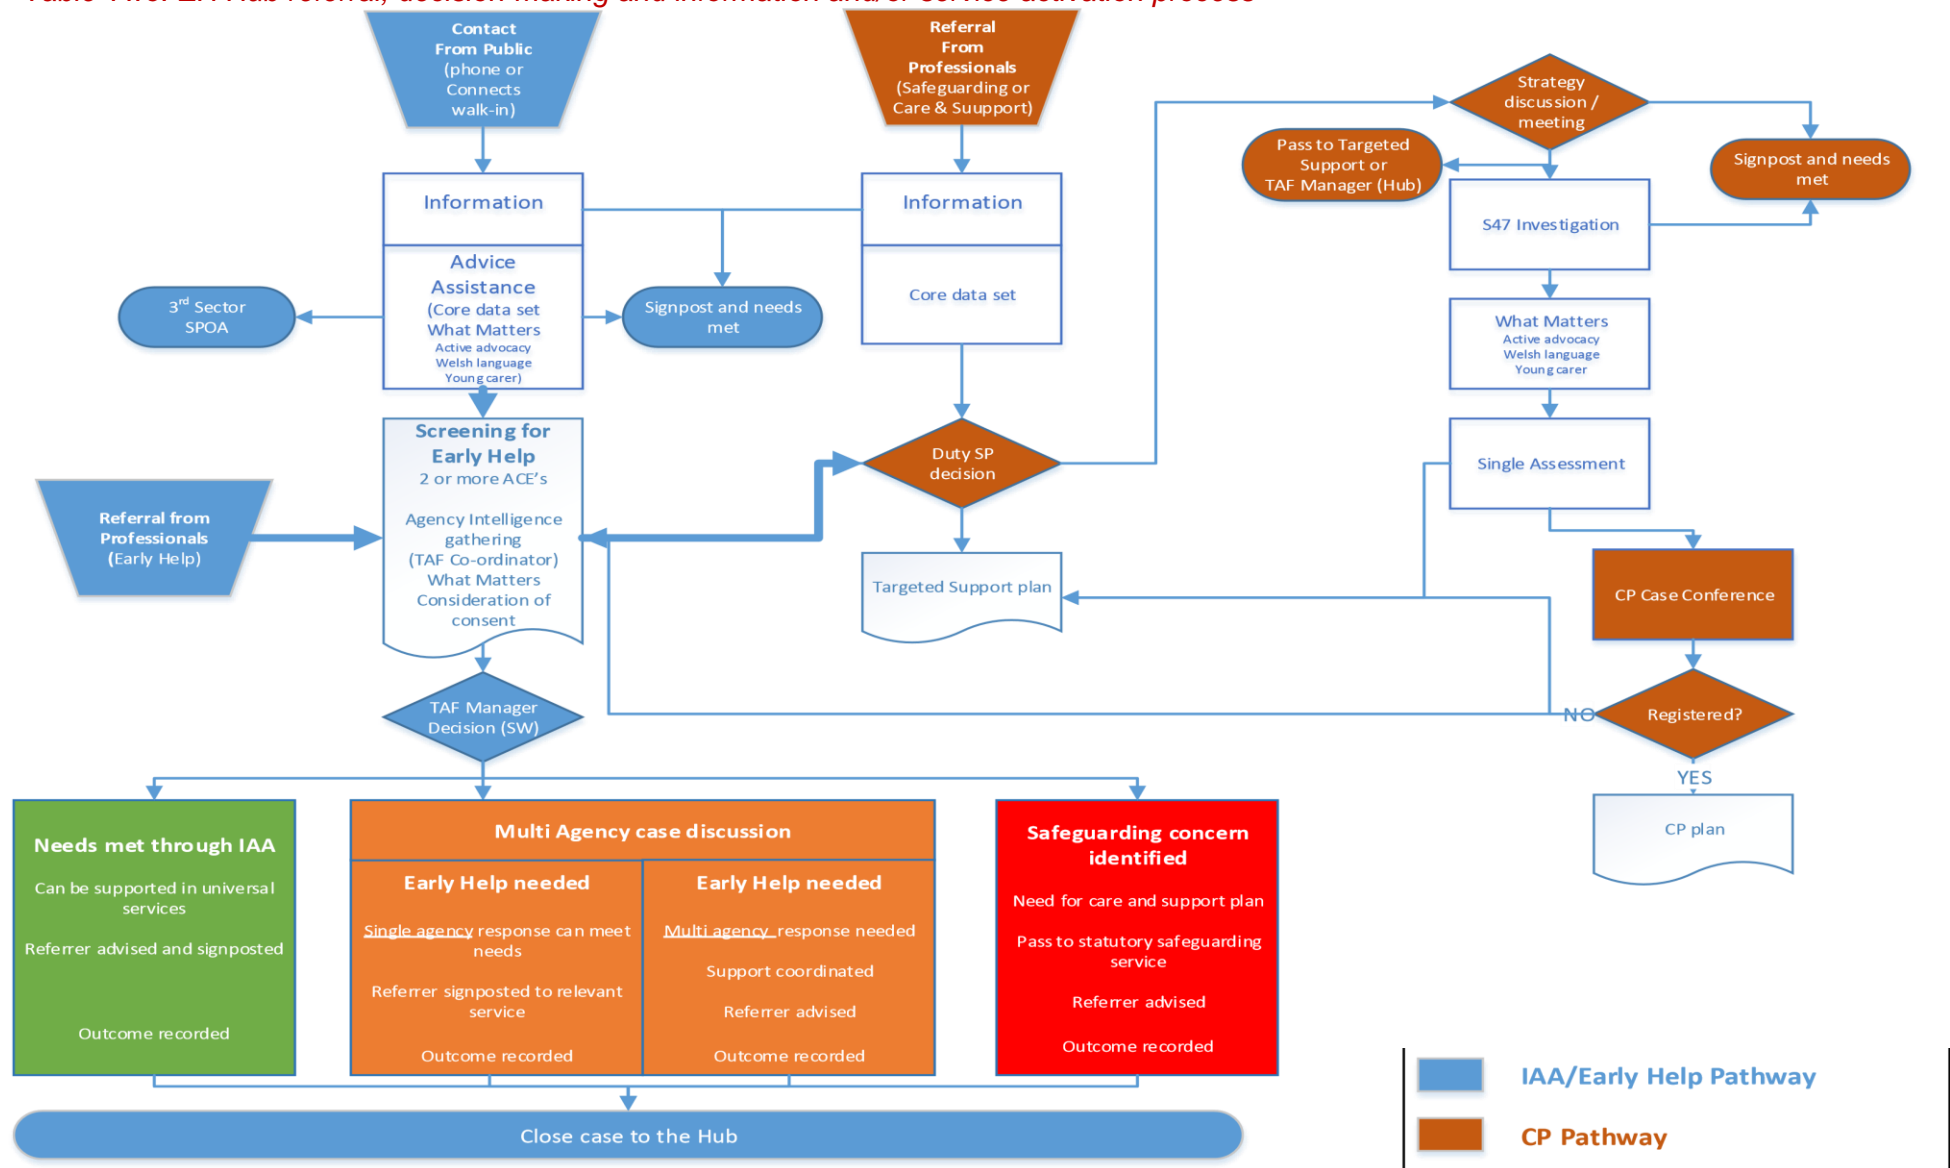 Contact
From Public
(phone or
Connects
walk-in)
Referral
From
Professionals
(Safeguarding or
Care & Suupport)
Strategy
discussion /
meeting
Pass to Targeted
Support or
TAF Manager (Hub)
Signpost and needs
met
Information
Advice
Assistance
(Core data set
What Matters
Active advocacy
Welsh language
Young carer)
Information
Core data set
S47 Investigation
3rd Sector
SPOA
Signpost and needs
met
What Matters
Active advocacy
Welsh language
Young carer
Screening for
Early Help
2 or more ACE's
Agency Intelligence
gathering
(TAF Co-ordinator)
What Matters
Consideration of
consent
Duty SP
decision
Single Assessment
Referral from
Professionals
(Early Help)
Targeted Support plan
CP Case Conference
TAF Manager
Decision (SW)
NO
Registered?
YES
CP plan
Needs met through IAA
Can be supported in universal
services
Referrer advised and signposted
Outcome recorded
Multi Agency case discussion
Early Help needed
Single agency response can meet
needs
Referrer signposted to relevant
service
Outcome recorded
Early Help needed
Multi agency response needed
Support coordinated
Referrer advised
Outcome recorded
Safeguarding concern
identified
Need for care and support plan
Pass to statutory safeguarding
service
Referrer advised
Outcome recorded
Close case to the Hub
IAA/Early Help Pathway
CP Pathway